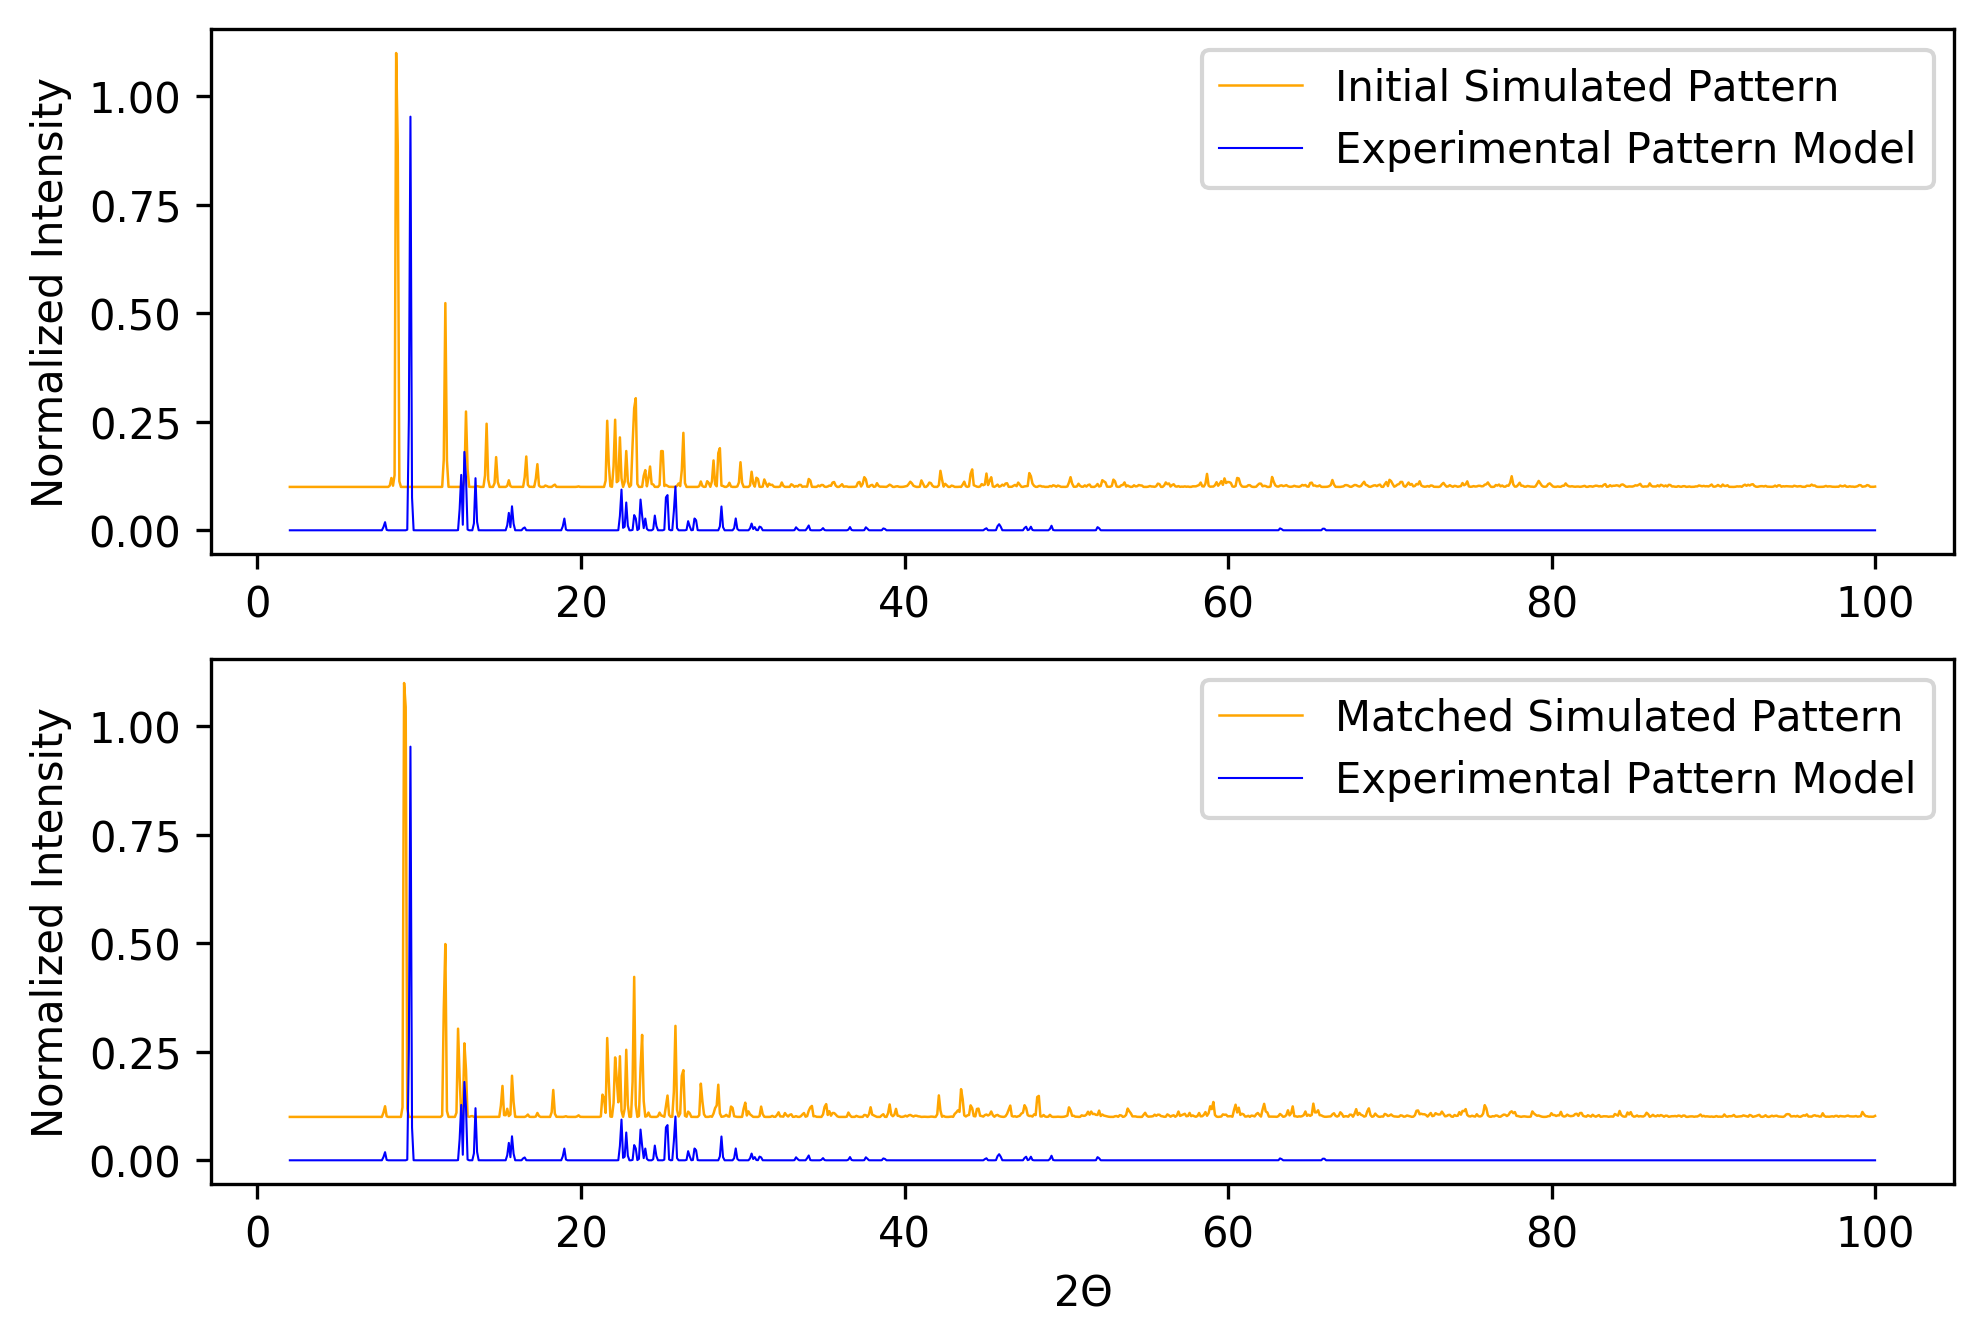 Normalized Intensity
1.00
0.75
0.50
0.25
0.00
0 20 40 60 80 100
Initial Simulated Pattern
Experimental Pattern Model
Normalized Intensity
1.00
0.75
0.50
0.25
0.00
0 20 40 60 80 100
2Θ
Matched Simulated Pattern
Experimental Pattern Model